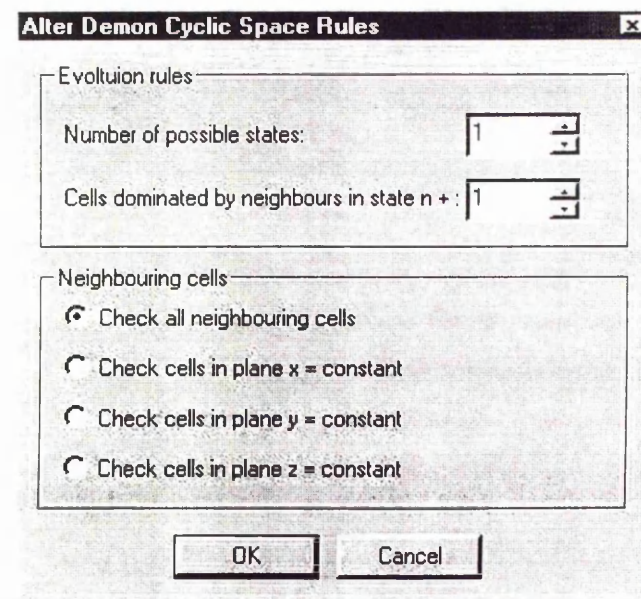 Alter Demon Cyclic Space Rules
Evoltuion rules
Number of possible states: 1
Cells dominated by neighbours in state n + : 1
Neighbouring cells
Check all neighbouring cells
Check cells in plane x = constant
Check cells in plane y = constant
Check cells in plane z = constant
OK Cancel